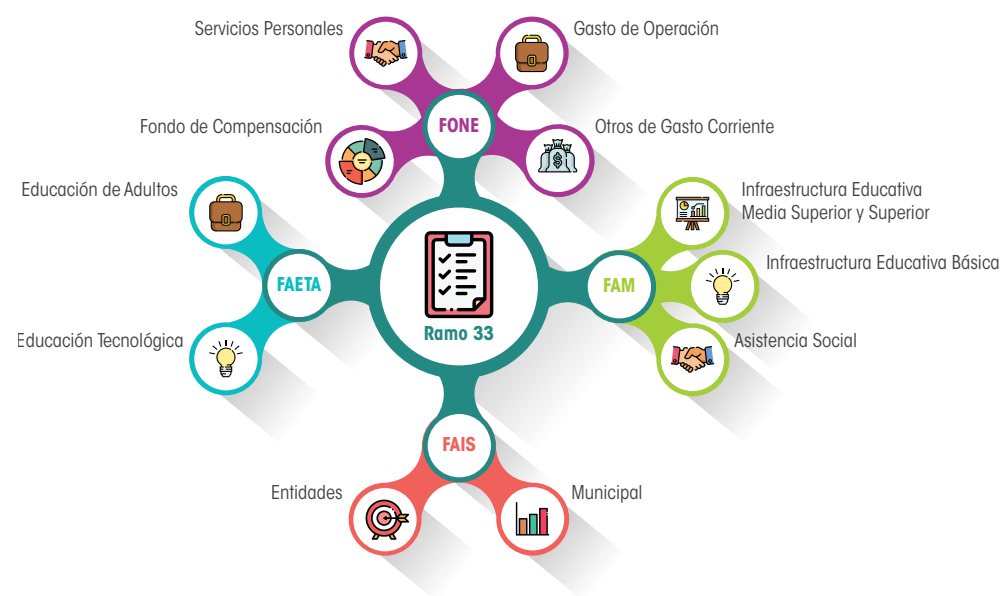 Servicios Personales
Gasto de Operación
Fondo de Compensación
FONE
Otros de Gasto Corriente
Educación de Adultos
Infraestructura Educativa
Media Superior y Superior
Infraestructura Educativa Básica
FAETA
FAM
Ramo 33
Educación Tecnológica
Asistencia Social
FAIS
Entidades
Municipal